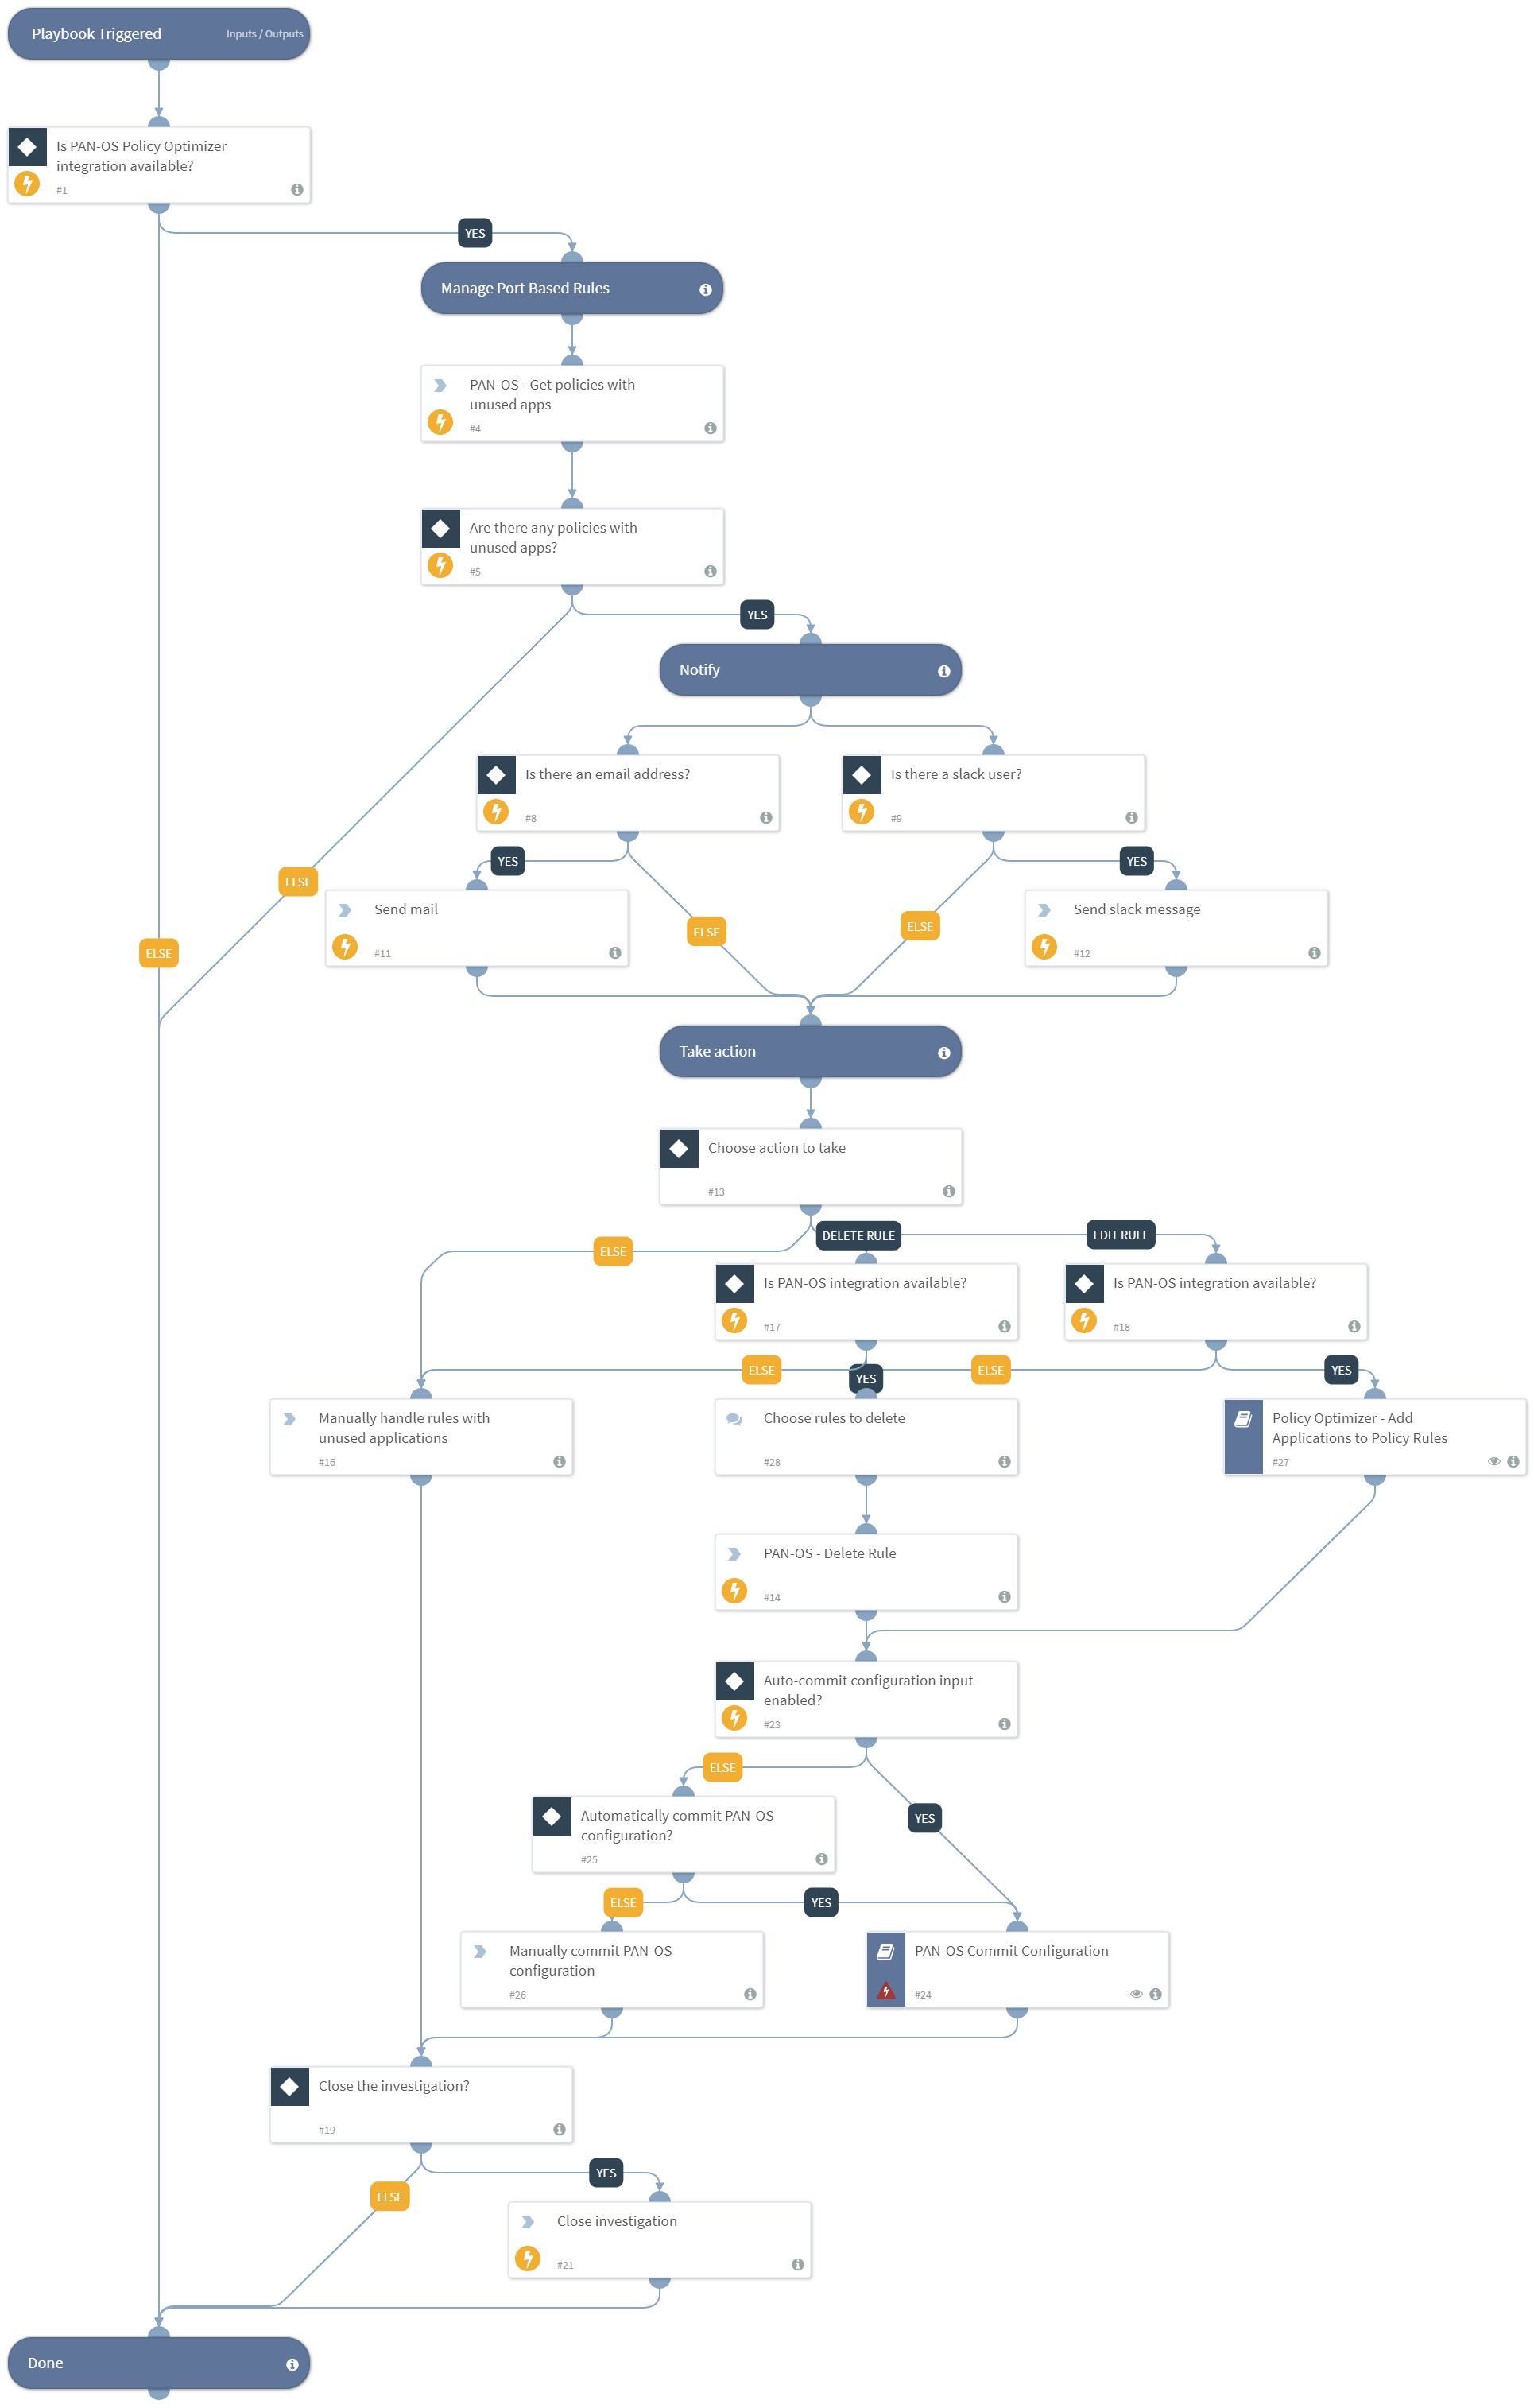 Playbook Triggered
Inputs / Outputs
Is PAN-OS Policy Optimizer
integration available?
#1
YES
Manage Port Based Rules
PAN-OS - Get policies with
unused apps
#4
Are there any policies with
unused apps?
#5
YES
Notify
Is there an email address?
#8
Is there a slack user?
#9
YES
YES
ELSE
Send mail
#11
ELSE
ELSE
Send slack message
#12
ELSE
Take action
Choose action to take
#13
DELETE RULE
EDIT RULE
ELSE
Is PAN-OS integration available?
#17
Is PAN-OS integration available?
#18
ELSE
YES
ELSE
YES
Manually handle rules with
unused applications
#16
Choose rules to delete
#28
Policy Optimizer - Add
Applications to Policy Rules
#27
PAN-OS - Delete Rule
#14
Auto-commit configuration input
enabled?
#23
ELSE
YES
Automatically commit PAN-OS
configuration?
#25
ELSE
YES
Manually commit PAN-OS
configuration
#26
PAN-OS Commit Configuration
#24
Close the investigation?
#19
YES
ELSE
Close investigation
#21
Done